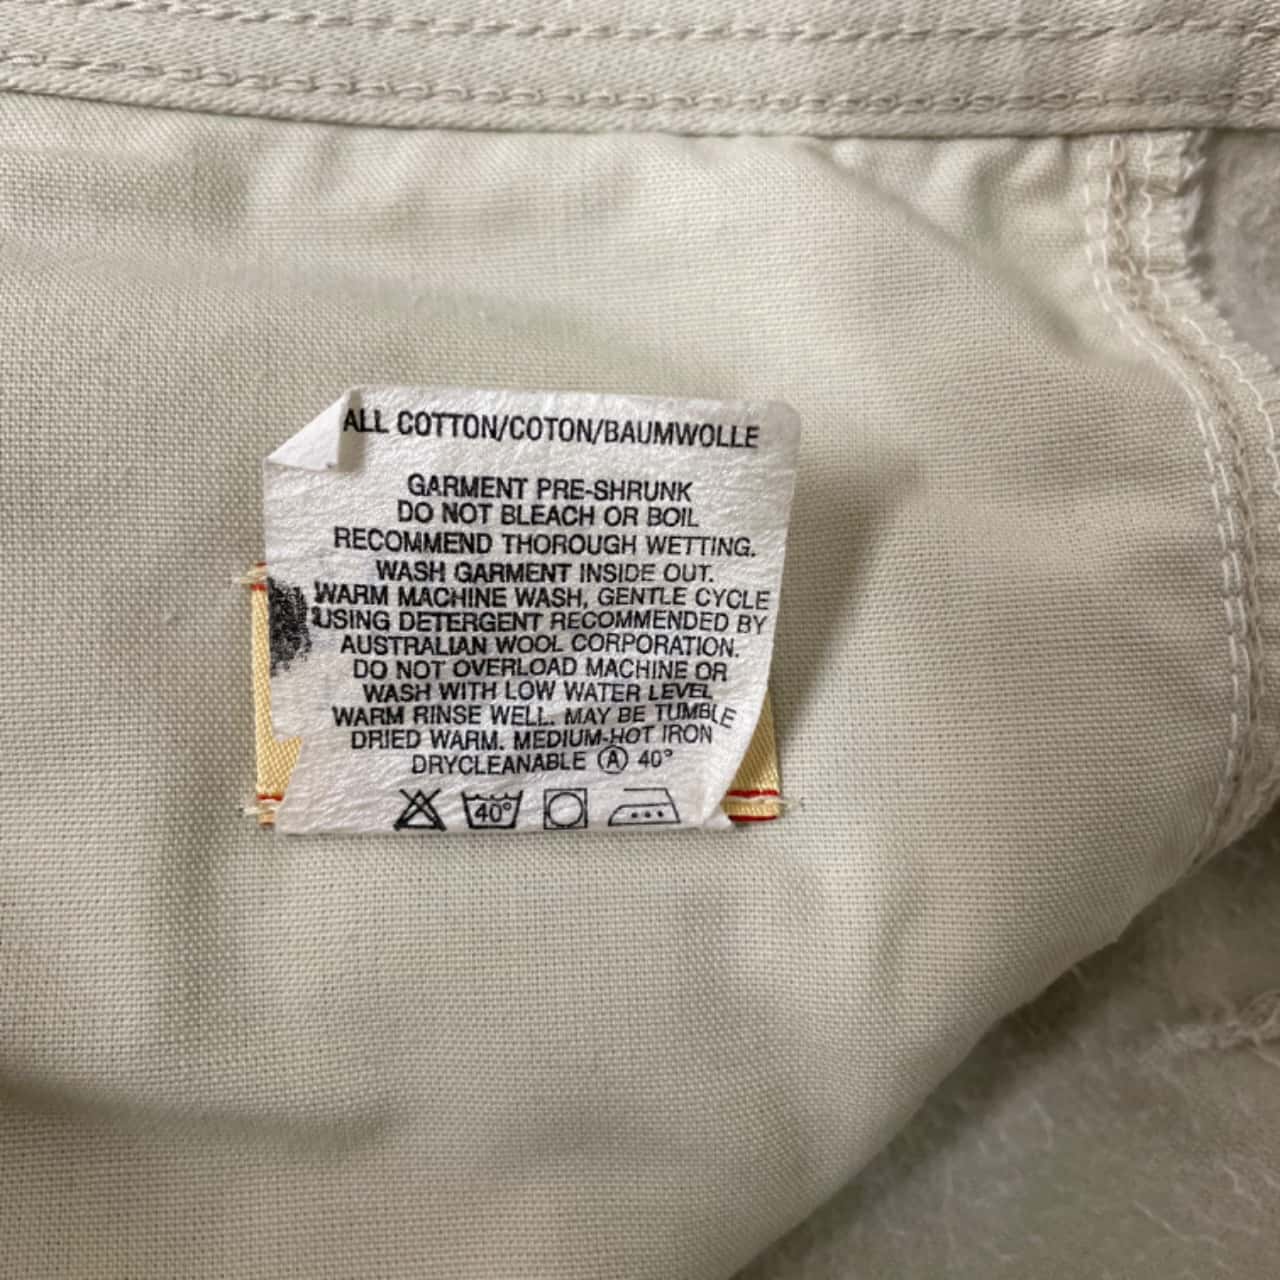 ALL COTTON/COTON/BAUMWOLLE
GARMENT PRE-SHRUNK
DO NOT BLEACH OR BOIL
RECOMMEND THOROUGH WETTING.
WASH GARMENT INSIDE OUT.
WARM MACHINE WASH, GENTLE CYCLE
USING DETERGENT RECOMMENDED BY
AUSTRALIAN WOOL CORPORATION.
DO NOT OVERLOAD MACHINE OR
WASH WITH LOW WATER LEVEL
WARM RINSE WELL. MAY BE TUMBLE
DRIED WARM. MEDIUM-HOT IRON
DRYCLEANABLE Ⓐ 40°
40°